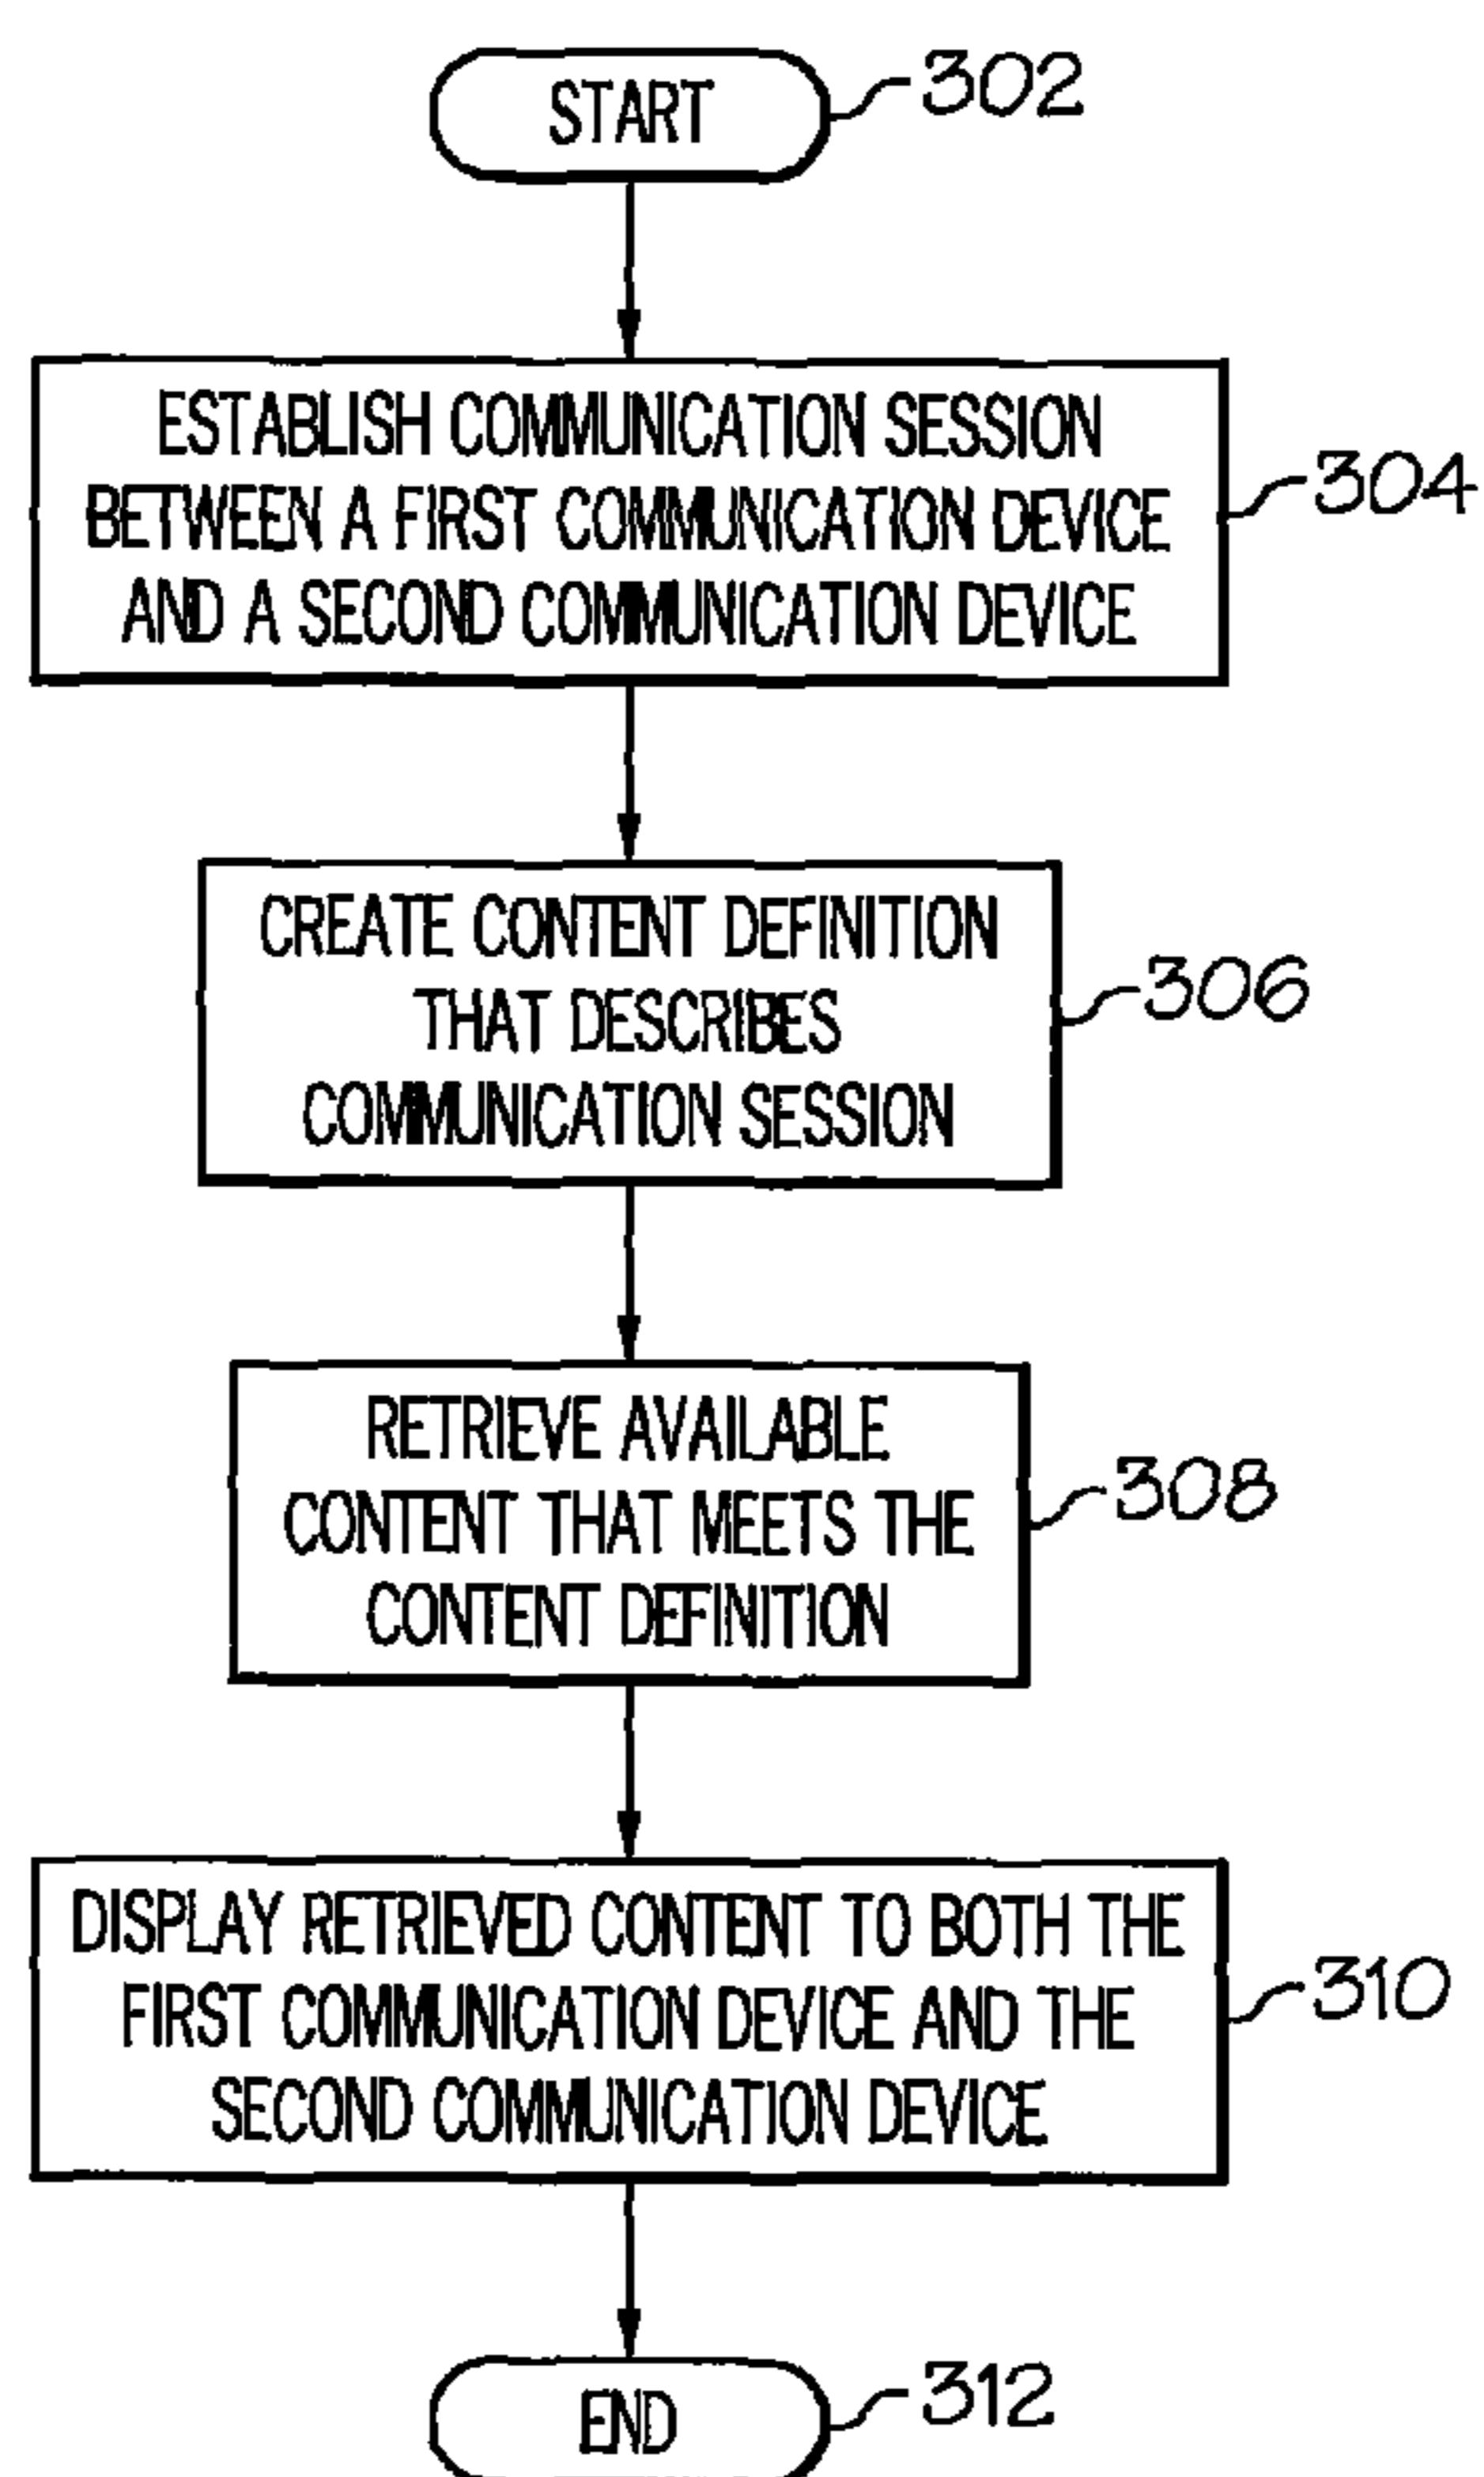 START
302
ESTABLISH COMMUNICATION SESSION
BETWEEN A FIRST COMMUNICATION DEVICE
AND A SECOND COMMUNICATION DEVICE
304
CREATE CONTENT DEFINITION
THAT DESCRIBES
COMMUNICATION SESSION
306
RETRIEVE AVAILABLE
CONTENT THAT MEETS THE
CONTENT DEFINITION
308
DISPLAY RETRIEVED CONTENT TO BOTH THE
FIRST COMMUNICATION DEVICE AND THE
SECOND COMMUNICATION DEVICE
310
END
312